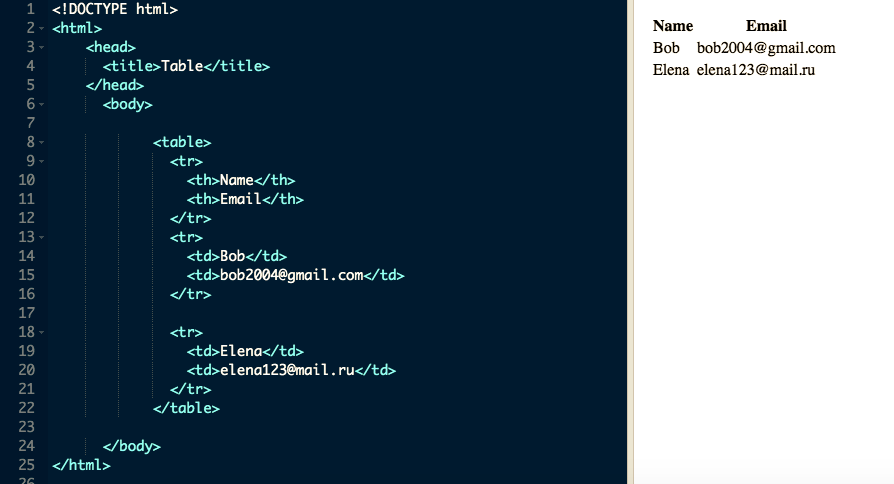 1 <!DOCTYPE html>
2 <html>
3 <head>
4 <title>Table</title>
5 </head>
6 <body>
7
8 <table>
9 <tr>
10 <th>Name</th>
11 <th>Email</th>
12 </tr>
13 <tr>
14 <td>Bob</td>
15 <td>bob2004@gmail.com</td>
16 </tr>
17
18 <tr>
19 <td>Elena</td>
20 <td>elena123@mail.ru</td>
21 </tr>
22 </table>
23
24 </body>
25 </html>
26
Name Email
Bob bob2004@gmail.com
Elena elena123@mail.ru